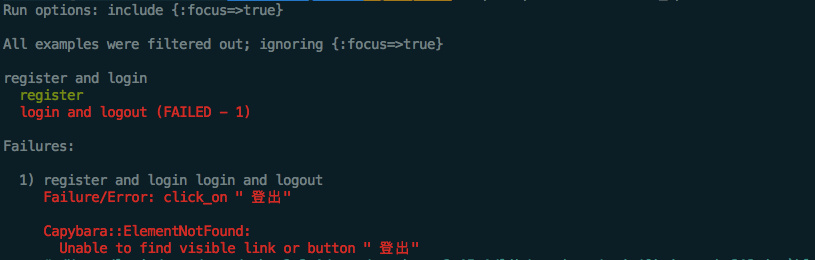 Run options: include {:focus=>true}
All examples were filtered out; ignoring {:focus=>true}
register and login
register
login and logout (FAILED - 1)
Failures:
1) register and login login and logout
Failure/Error: click_on " 登出"
Capybara::ElementNotFound:
Unable to find visible link or button " 登出"